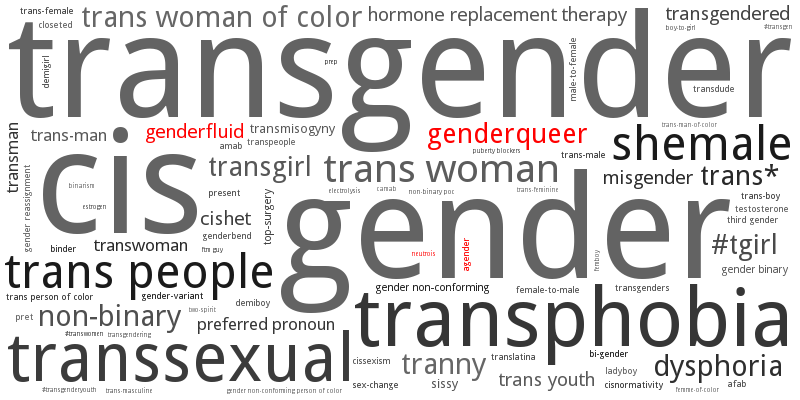 trans-female
trans woman of color
hormone replacement therapy
transgendered
closeted
boy-to-girl
#transgen
transgender
demigirl
prep
male-to-female
transdude
transman
trans-man
genderfluid
transmisogyny
genderqueer
trans-man-of-color
shemale
amab
transpeople
puberty blockers
trans-male
cis
transgirl
trans woman
misgender
trans*
gender reassignment
binarism
present
electrolysis
camab
non-binary poc
trans-feminine
trans-boy
estrogen
top-surgery
gender
testosterone
cishet
third gender
genderbend
#tgirl
binder
transwoman
ftm guy
neutrois
agender
femboy
trans people
gender binary
trans person of color
gender-variant
demiboy
gender non-conforming
female-to-male
transgenders
pret
non-binary
two-spirit
preferred pronoun
transphobia
#transwomen
transgendering
transsexual
cissexism
tranny
translatina
bi-gender
dysphoria
ladyboy
#transgenderyouth
trans-masculine
gender non-conforming person of color
sex-change
sissy
trans youth
cisnormativity
femme-of-color
afab